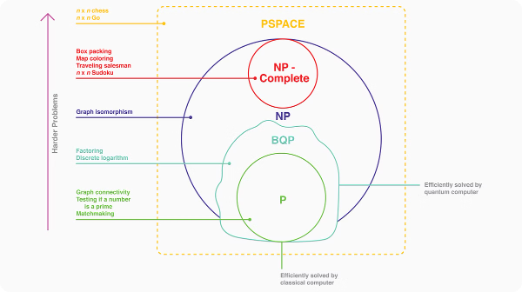 n x n chess
n x n Go
PSPACE
Box packing
Map coloring
Traveling salesman
n x n Sudoku
NP -
Complete
Graph Isomorphism
NP
BQP
Factoring
Discrete logarithm
Graph connectivity
Testing if a number
is a prime
Matchmaking
P
Harder Problems
Efficiently solved by
quantum computer
Efficiently solved by
classical computer